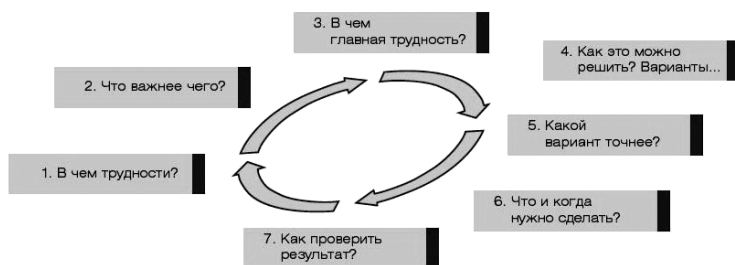 1. В чем трудности?
2. Что важнее чего?
3. В чем
главная трудность?
4. Как это можно
решить? Варианты...
5. Какой
вариант точнее?
6. Что и когда
нужно сделать?
7. Как проверить
результат?